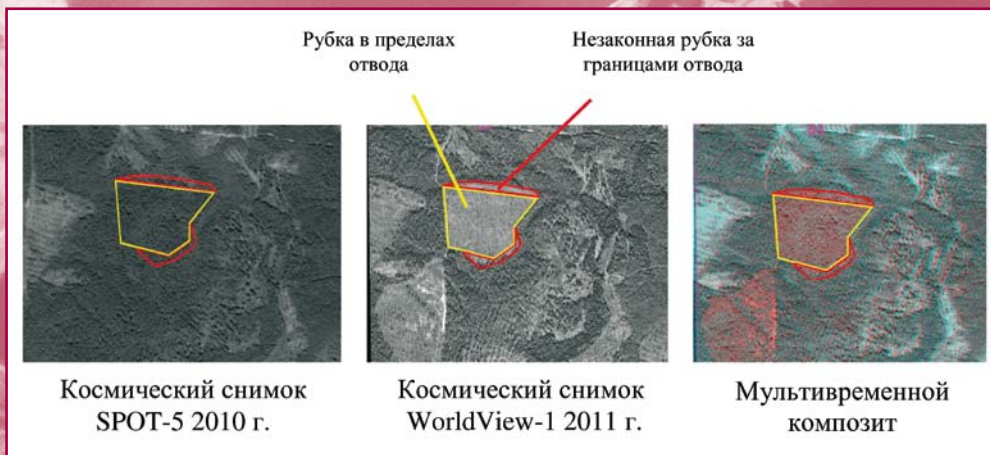 Рубка в пределах
отвода
Незаконная рубка за
границами отвода
Космический снимок
SPOT-5 2010 г.
Космический снимок
WorldView-1 2011 г.
Мультивременной
композит